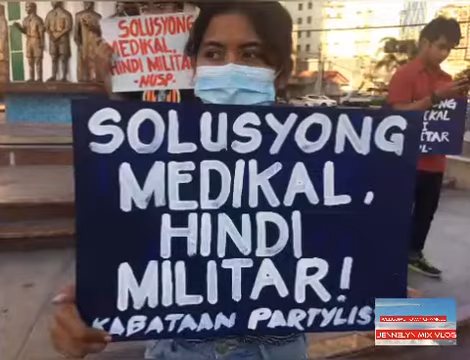 SOLUSYONG
MEDIKAL,
HINDI MILITAR
-NUSP-
SOLUSYONG
MEDIKAL,
HINDI
MILITAR!
KABATAAN PARTYLIST
JENNELYN MIX VLOG